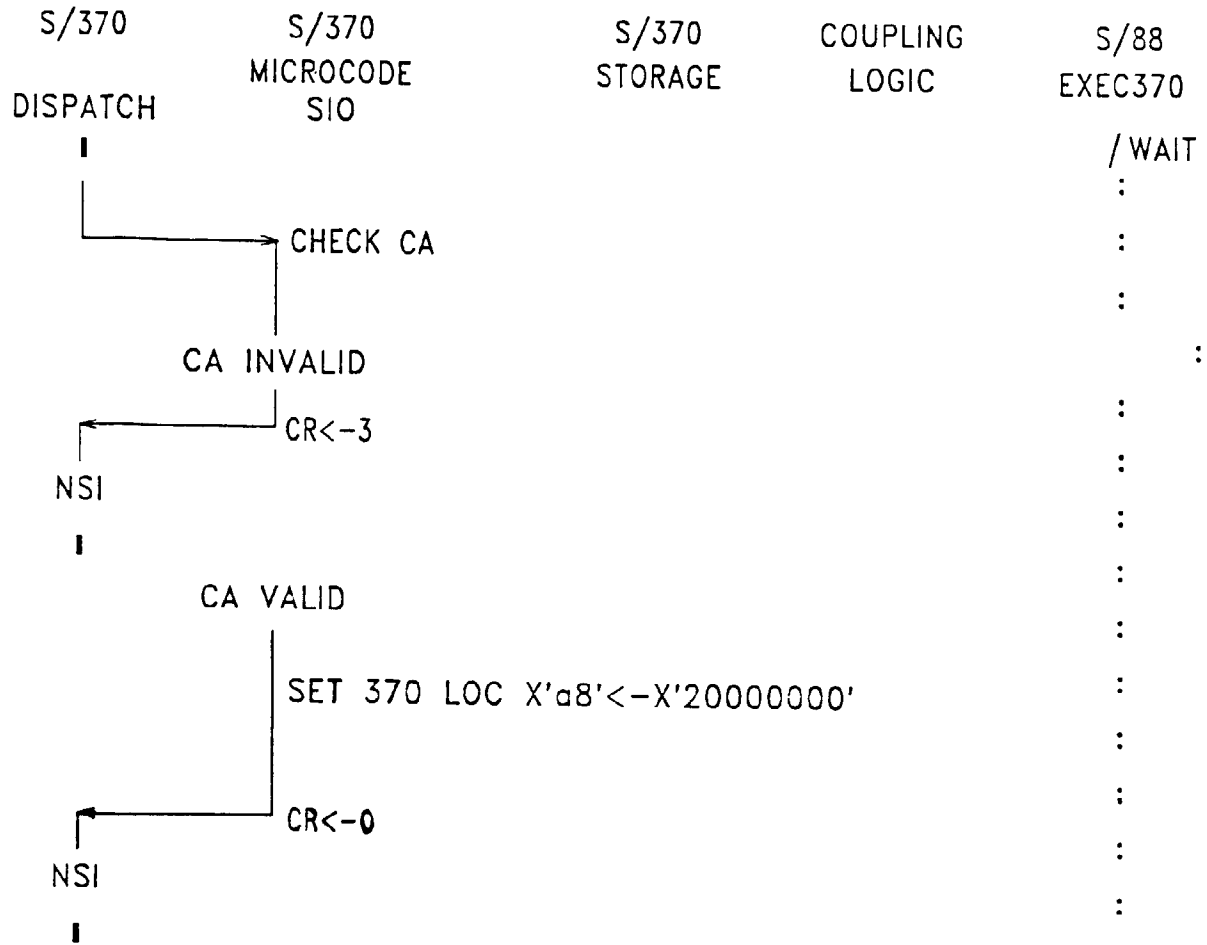 S/370 S/370 S/370 COUPLING S/88
MICROCODE STORAGE LOGIC EXEC370
DISPATCH SIO
/WAIT
CHECK CA
CA INVALID
CR<-3
NSI
CA VALID
SET 370 LOC X'a8'<-X'20000000'
CR<-0
NSI